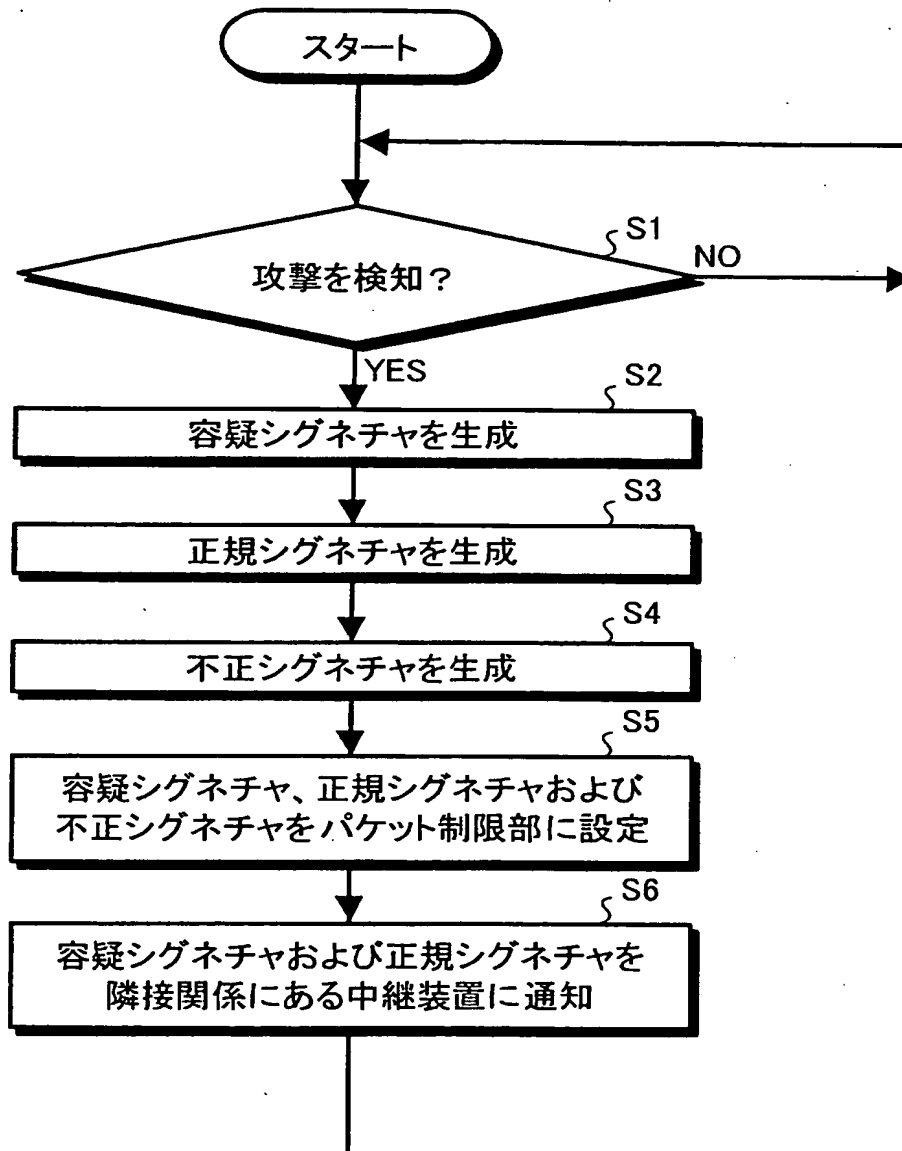 スタート
S1
攻撃を検知？
NO
YES
S2
容疑シグネチャを生成
S3
正規シグネチャを生成
S4
不正シグネチャを生成
S5
容疑シグネチャ、正規シグネチャおよび
不正シグネチャをパケット制限部に設定
S6
容疑シグネチャおよび正規シグネチャを
隣接関係にある中継装置に通知